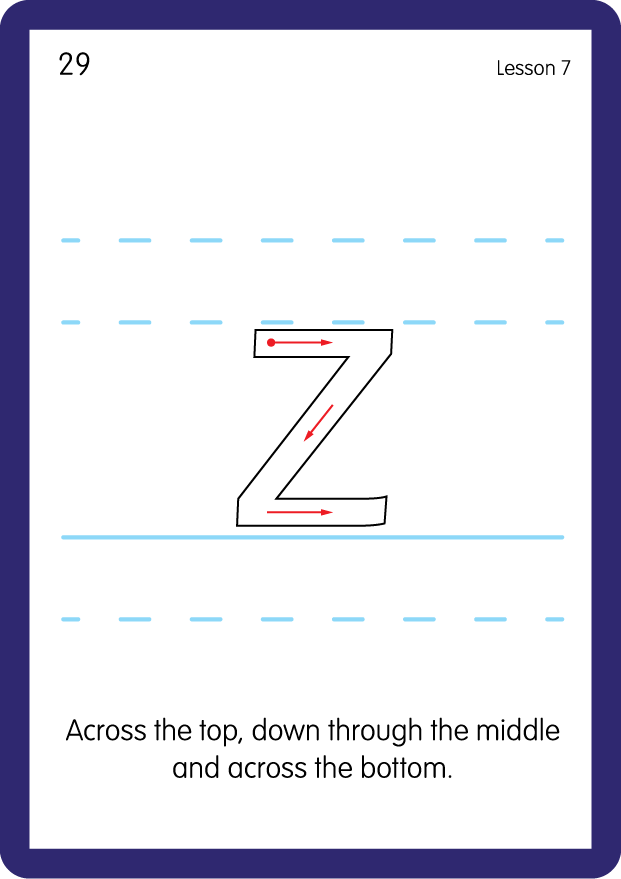 29
Lesson 7
z
Across the top, down through the middle
and across the bottom.